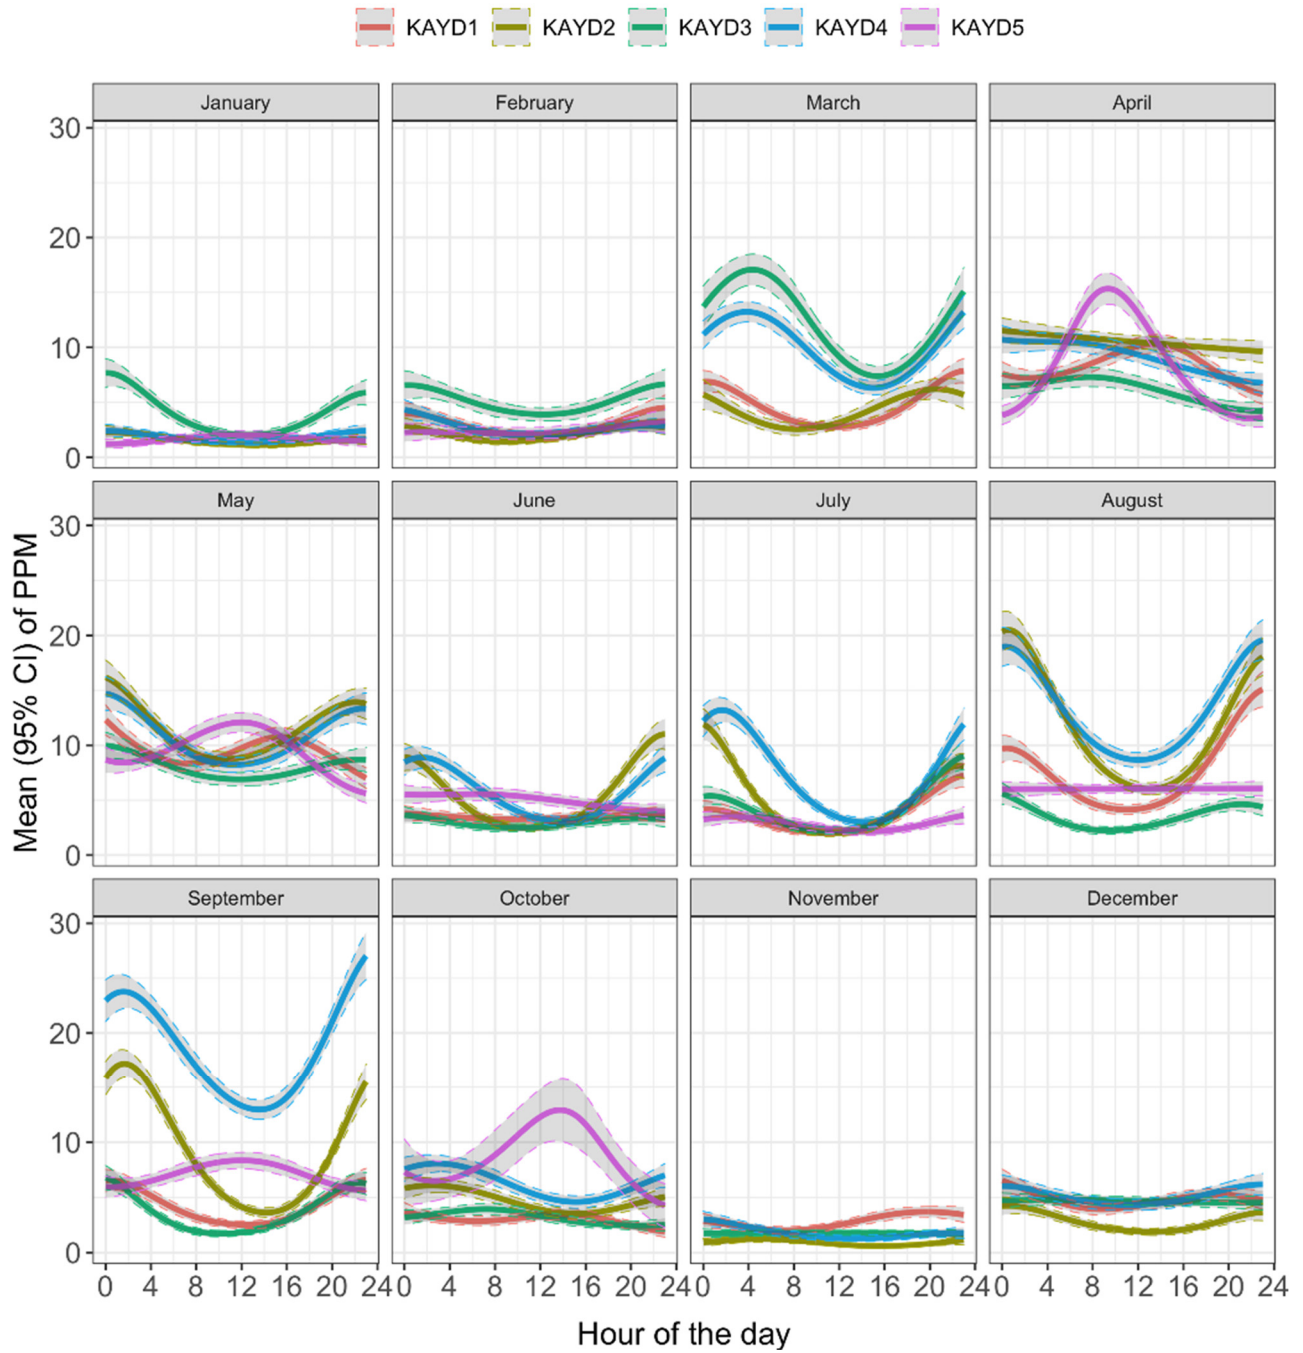 KAYD1 KAYD2 KAYD3 KAYD4 KAYD5
January February March April
30
20
10
0
May June July August
30
20
10
0
Mean (95% CI) of PPM
September October November December
30
20
10
0
0 4 8 12 16 20 24 0 4 8 12 16 20 24 0 4 8 12 16 20 24 0 4 8 12 16 20 24
Hour of the day